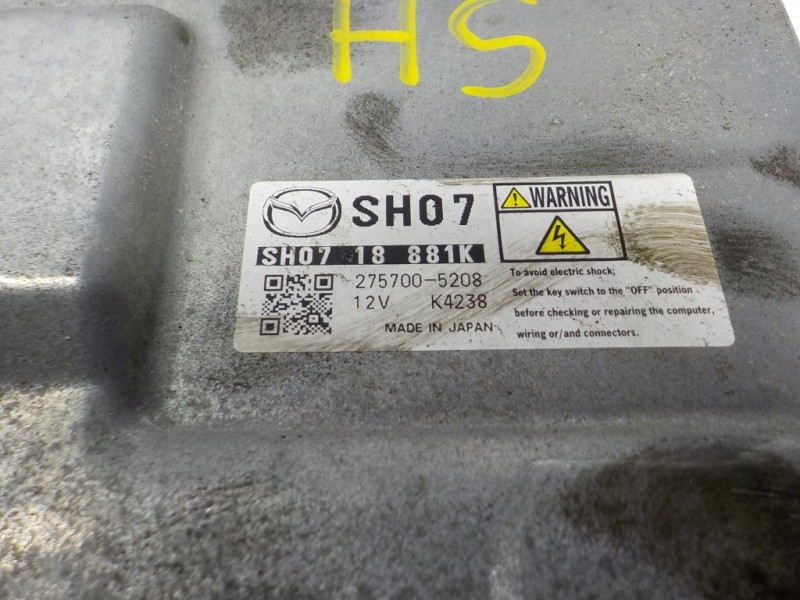 HS
SH07
SH07 18 881K
275700-5208
12V K4238
MADE IN JAPAN
WARNING
To avoid electric shock;
Set the key switch to the "OFF" position
before checking or repairing the computer,
wiring or/and connectors.